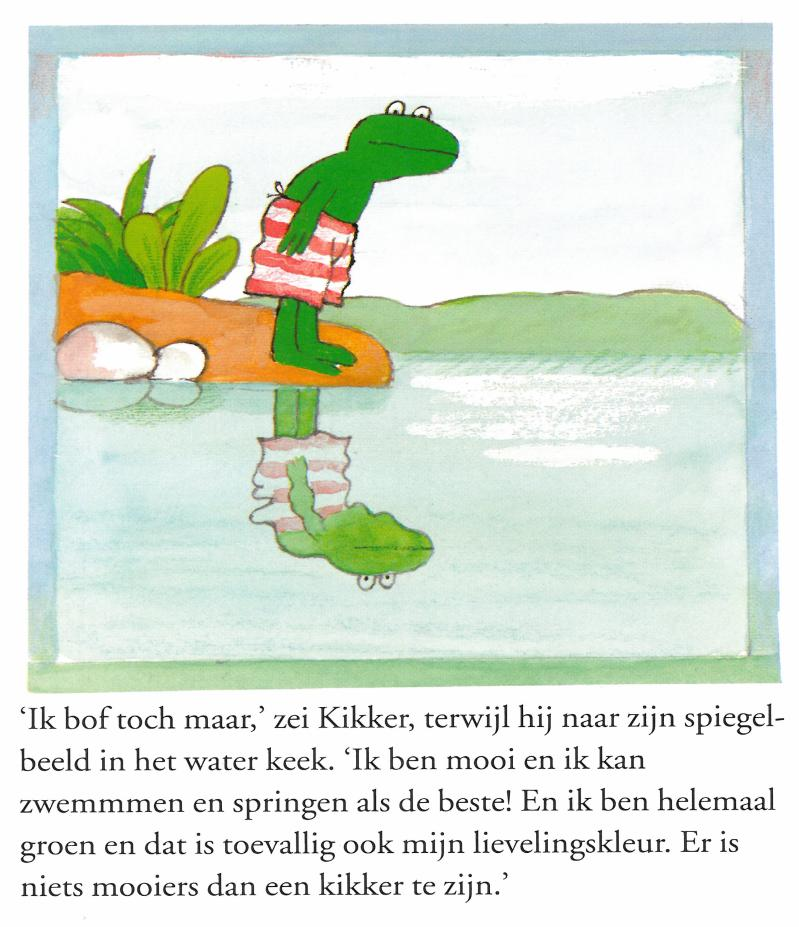 ‘Ik bof toch maar,’ zei Kikker, terwijl hij naar zijn spiegel-
beeld in het water keek. ‘Ik ben mooi en ik kan
zwemmmen en springen als de beste! En ik ben helemaal
groen en dat is toevallig ook mijn lievelingskleur. Er is
niets mooiers dan een kikker te zijn.’